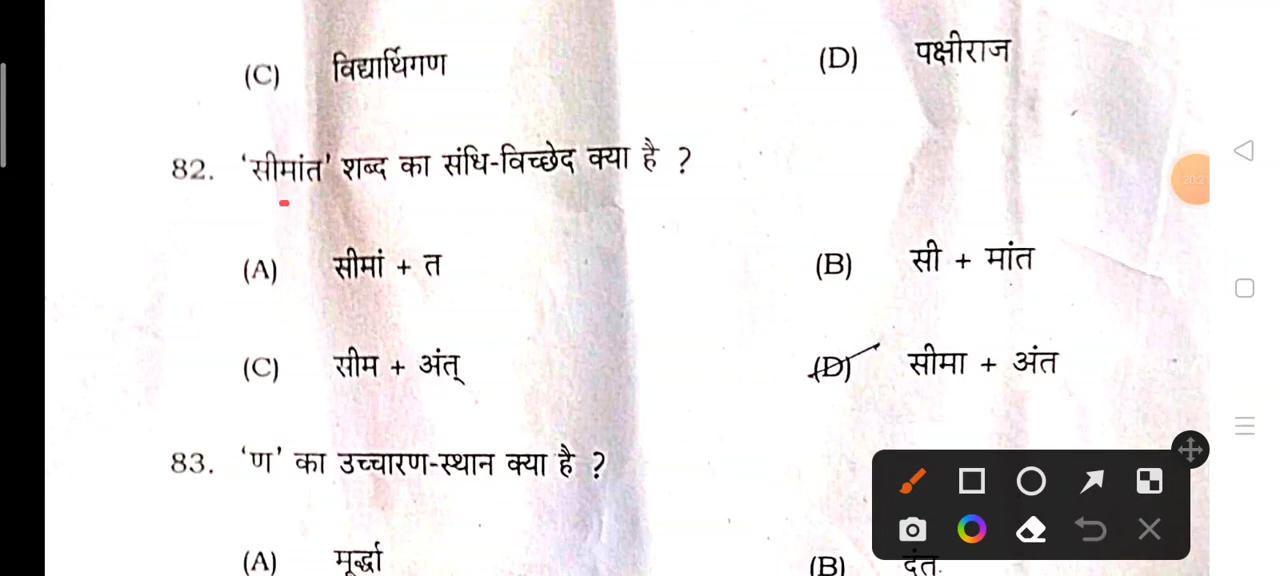 (C) विद्यार्थिगण (D) पक्षीराज
82. 'सीमांत' शब्द का संधि-विच्छेद क्या है ?
(A) सीमां + त (B) सी + मांत
(C) सीम + अंत् (D) सीमा + अंत
83. 'ण' का उच्चारण-स्थान क्या है ?
(A) मूर्द्धा (B) दंत